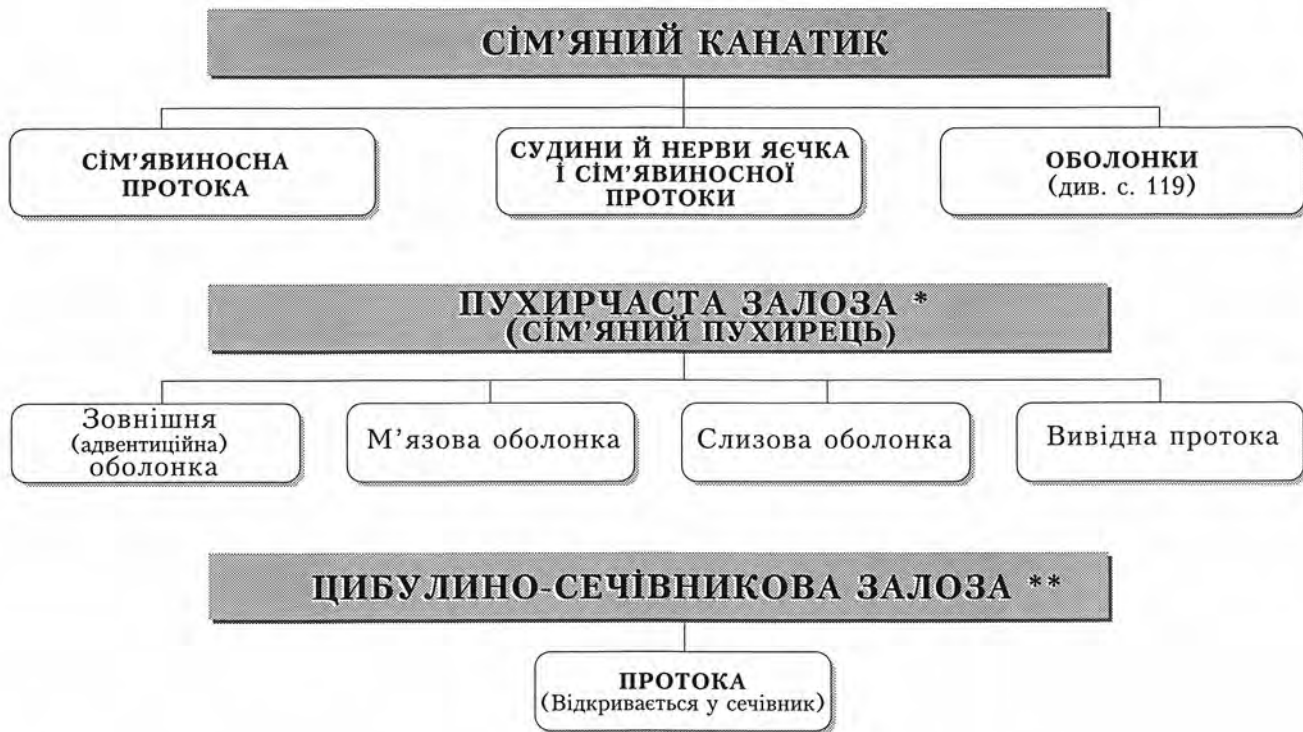 СІМ’ЯНИЙ КАНАТИК
СІМ’ЯВИНОСНА
ПРОТОКА
СУДИНИ Й НЕРВИ ЯЄЧКА
І СІМ’ЯВИНОСНОЇ
ПРОТОКИ
ОБОЛОНКИ
(див. с. 119)
ПУХИРЧАСТА ЗАЛОЗА *
(СІМ’ЯНИЙ ПУХИРЕЦЬ)
Зовнішня
(адвентиційна)
оболонка
М’язова оболонка
Слизова оболонка
Вивідна протока
ЦИБУЛИНО-СЕЧІВНИКОВА ЗАЛОЗА **
ПРОТОКА
(Відкривається у сечівник)